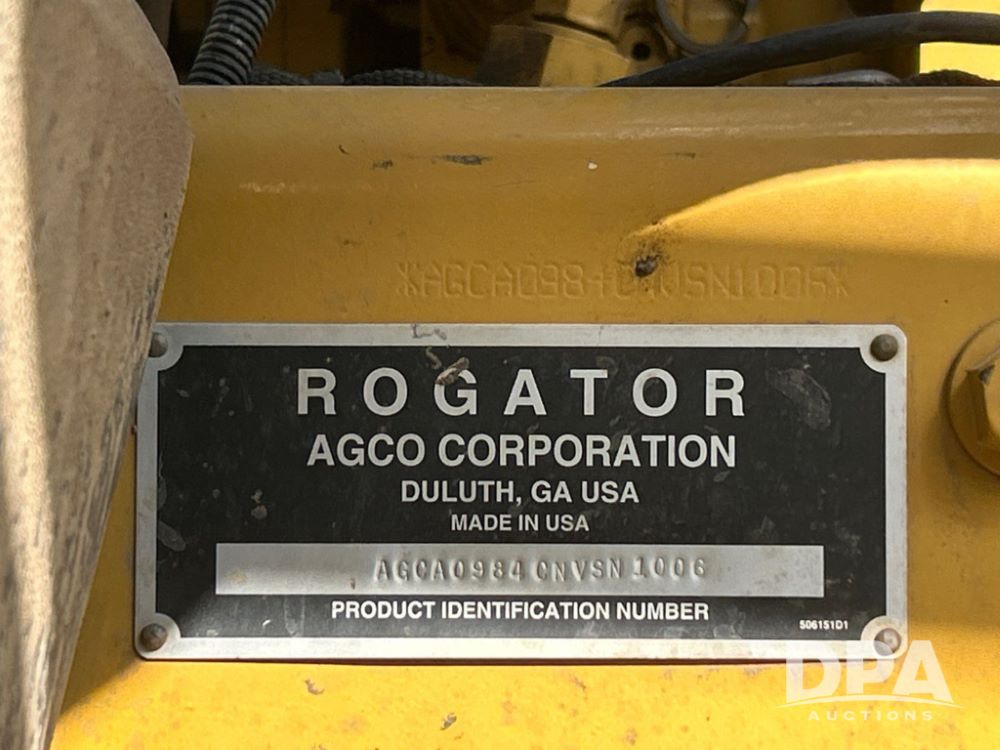 *AGCA0984CNVSN1006*
ROGATOR
AGCO CORPORATION
DULUTH, GA USA
MADE IN USA
AGCA0984CNVSN1006
PRODUCT IDENTIFICATION NUMBER
506151D1
DPA
AUCTIONS